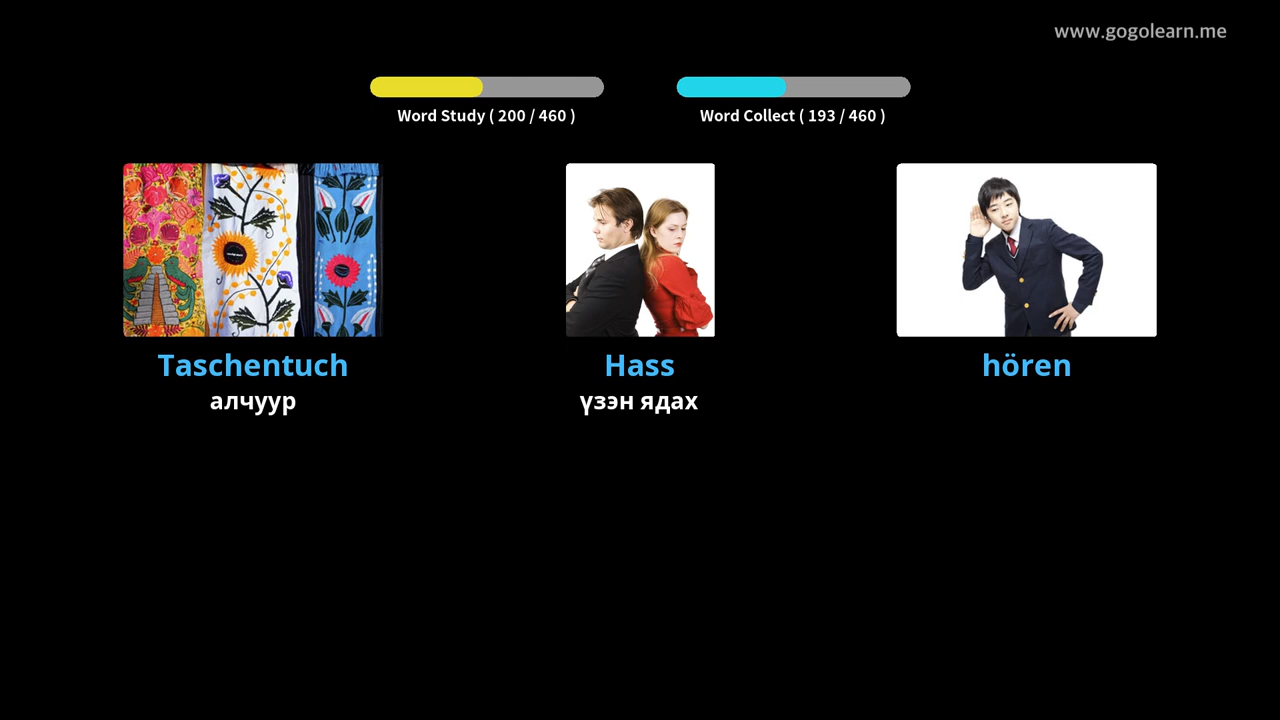 www.gogolearn.me
Word Study ( 200 / 460 )
Word Collect ( 193 / 460 )
Taschentuch
алчуур
Hass
үзэн ядах
hören